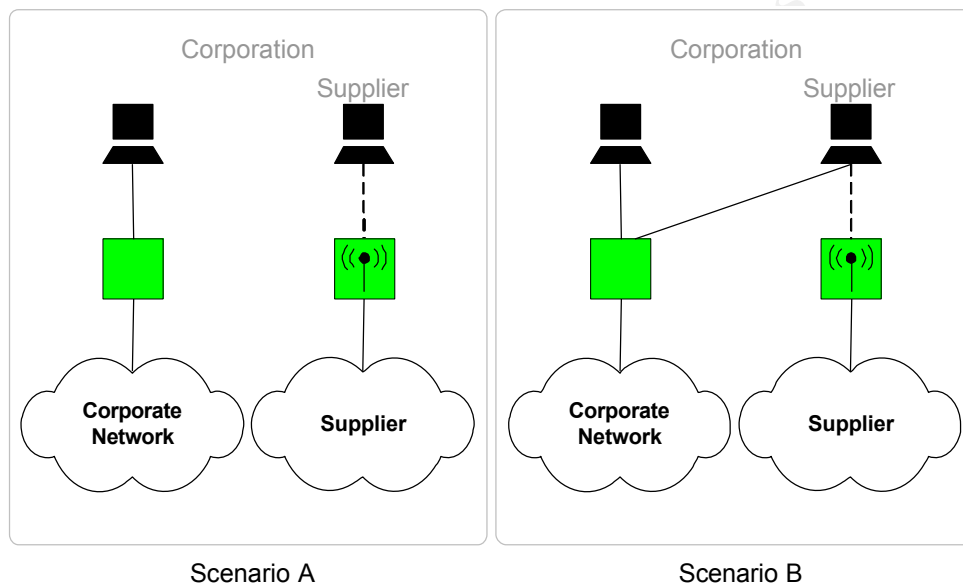 Corporation
Supplier
Corporate
Network
Supplier
Scenario A
Corporation
Supplier
Corporate
Network
Supplier
Scenario B